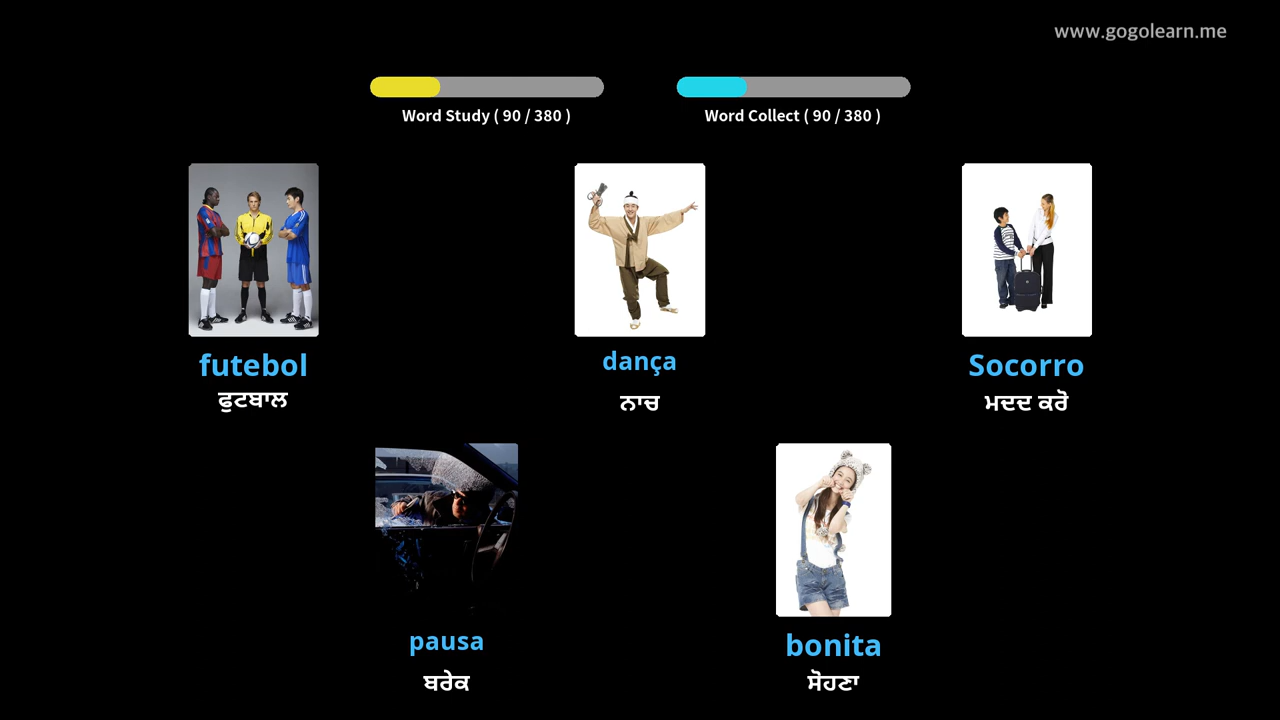 www.gogolearn.me
Word Study ( 90 / 380 )
Word Collect ( 90 / 380 )
futebol
ਫੁਟਬਾਲ
dança
ਨਾਚ
Socorro
ਮਦਦ ਕਰੋ
pausa
ਬਰੇਕ
bonita
ਸੋਹਣਾ